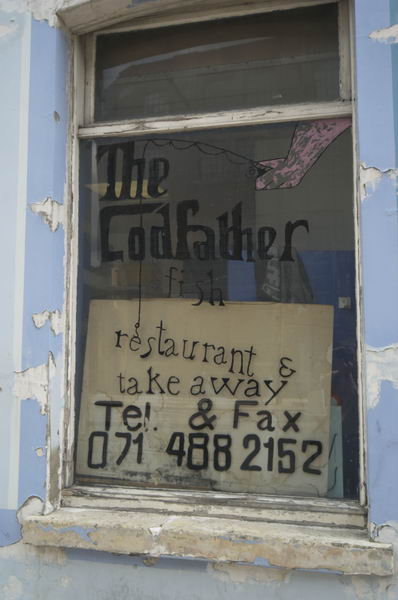 The
Codfather
fish
restaurant &
take away
Tel. & Fax
071 488 2152